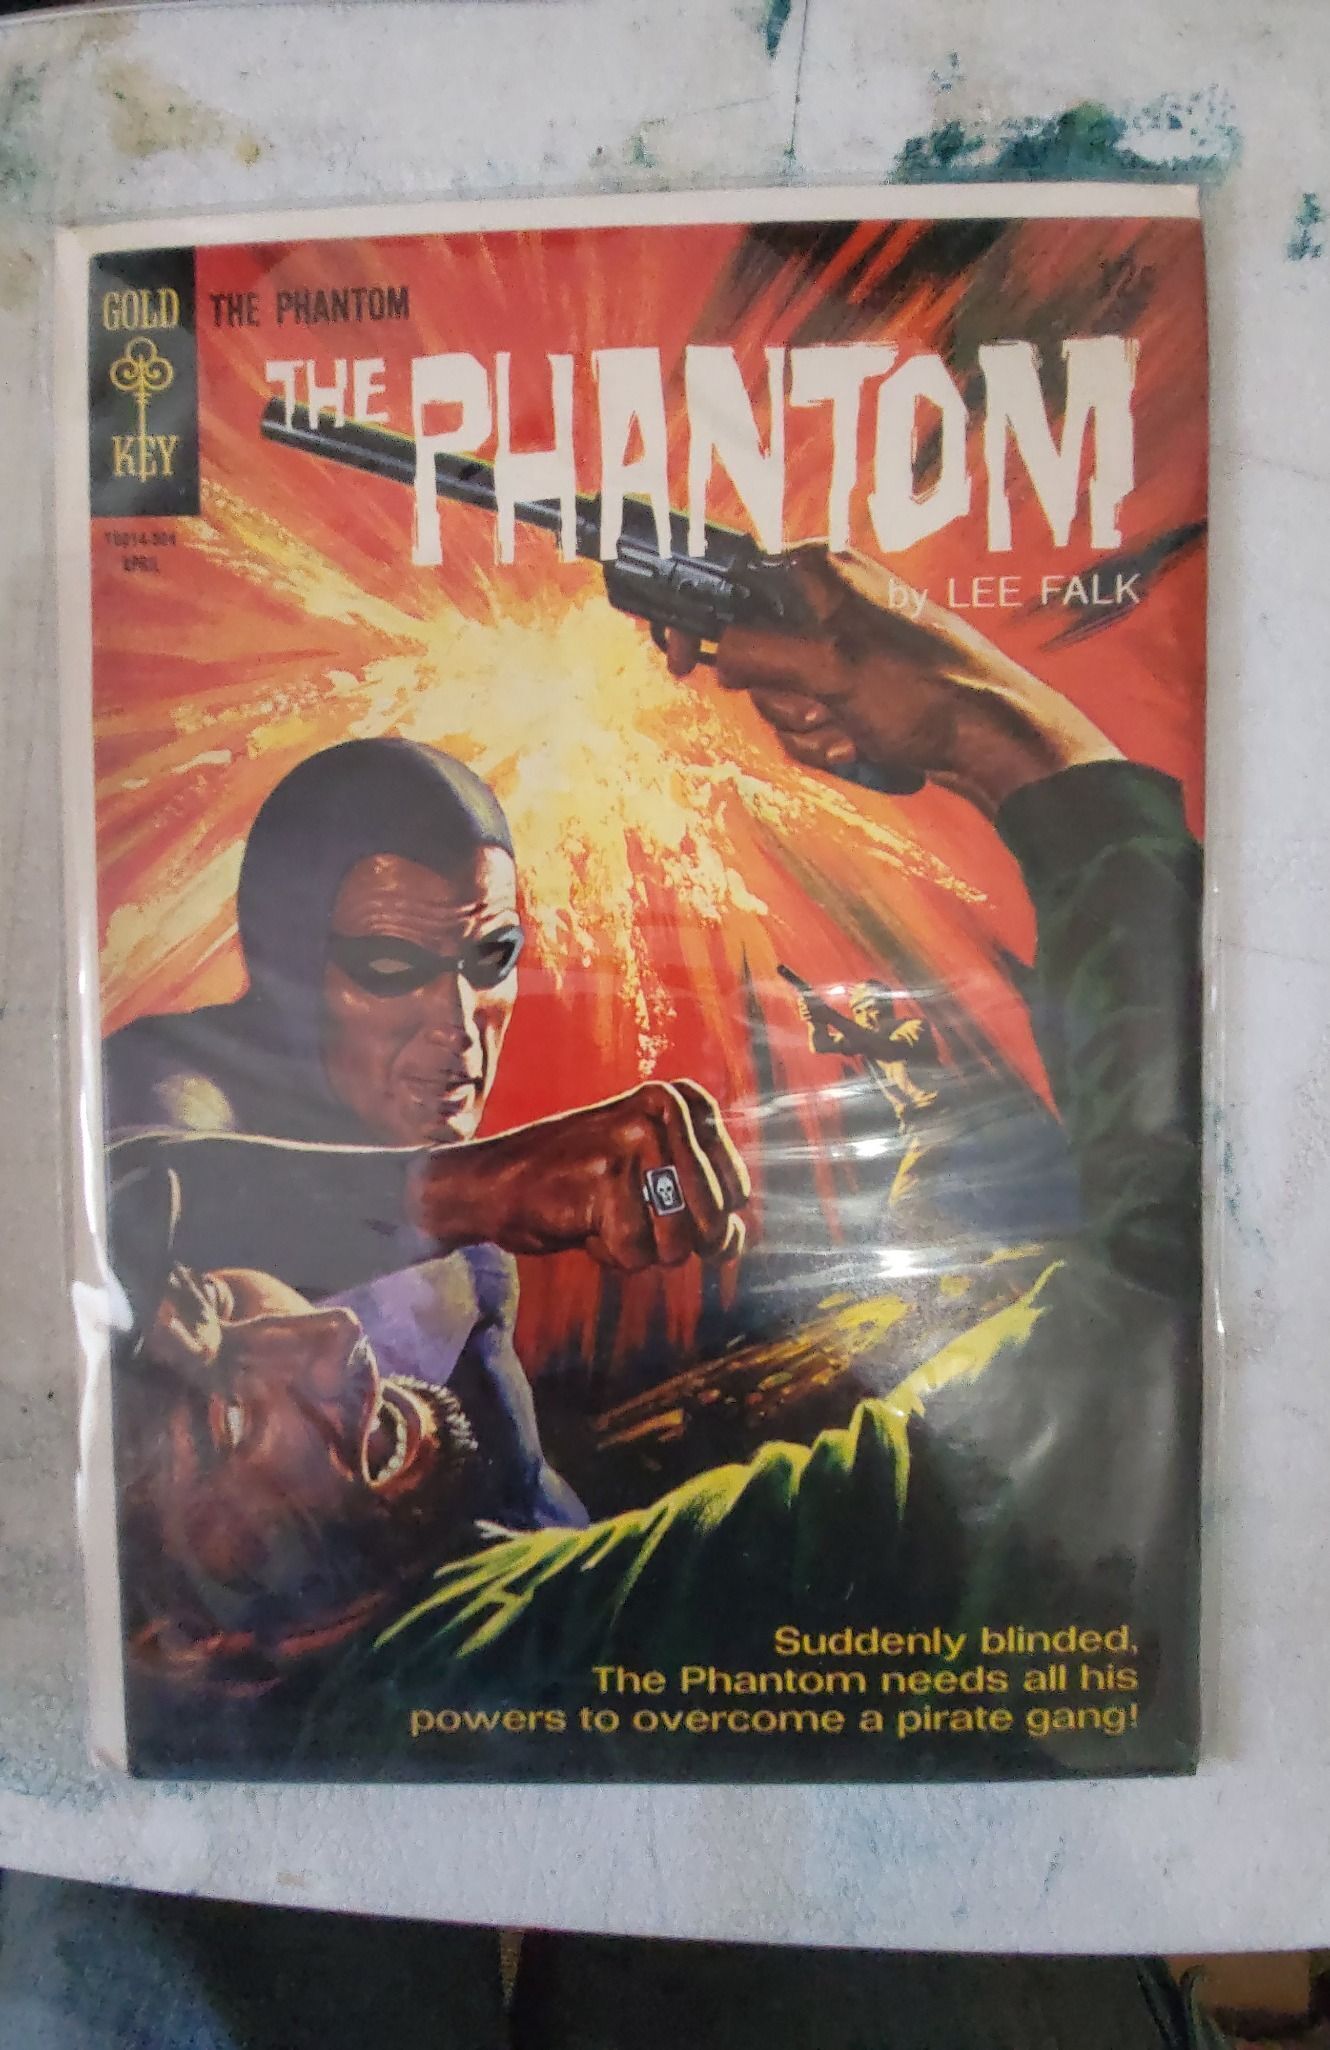 GOLD
KEY
THE PHANTOM
THE PHANTOM
by LEE FALK
APRIL
Suddenly blinded,
The Phantom needs all his
powers to overcome a pirate gang!